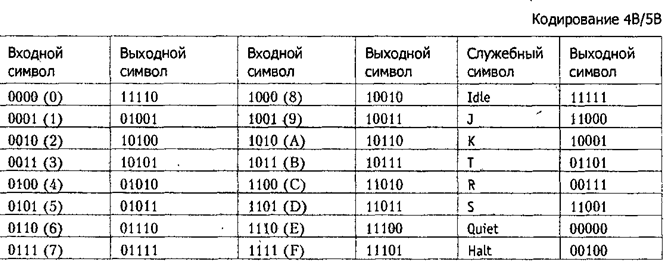 Кодирование 4В/5В
Входной символ Выходной символ Входной символ Выходной символ Служебный символ Выходной символ
0000 (0) 11110 1000 (8) 10010 Idle 11111
0001 (1) 01001 1001 (9) 10011 J 11000
0010 (2) 10100 1010 (A) 10110 K 10001
0011 (3) 10101 1011 (B) 10111 T 01101
0100 (4) 01010 1100 (C) 11010 R 00111
0101 (5) 01011 1101 (D) 11011 S 11001
0110 (6) 01110 1110 (E) 11100 Quiet 00000
0111 (7) 01111 1111 (F) 11101 Halt 00100